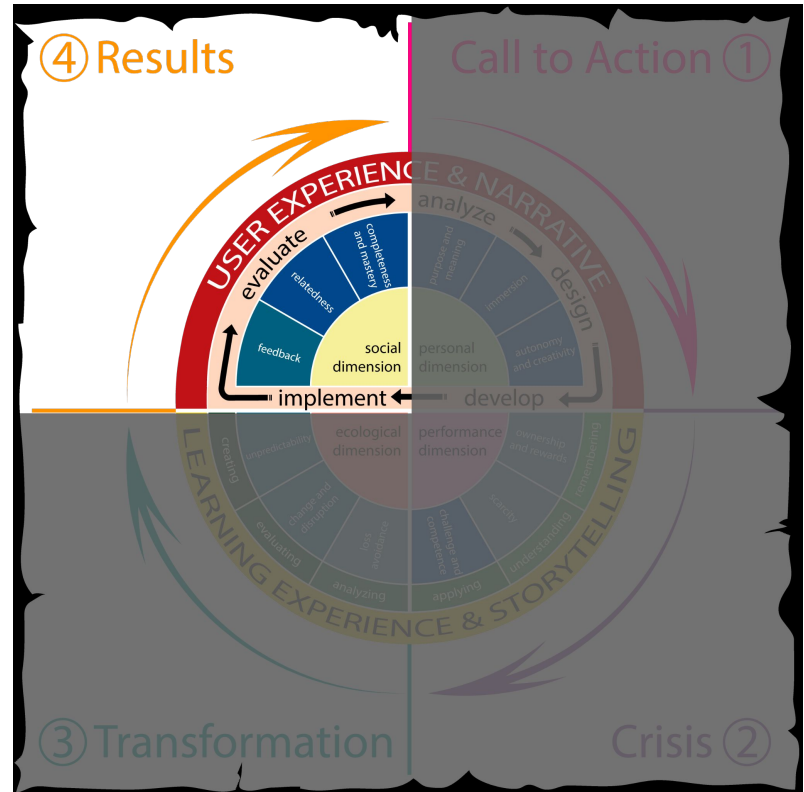 ④ Results
Call to Action ①
USER EXPERIENCE & NARRATIVE
evaluate
analyze
design
develop
implement
feedback
relatedness
completeness
and mastery
purpose and
meaning
immersion
autonomy
and creativity
social
dimension
personal
dimension
ecological
dimension
performance
dimension
unpredictability
change and
disruption
loss
avoidance
challenge and
competence
scarcity
ownership
and rewards
creating
evaluating
analyzing
applying
understanding
remembering
LEARNING EXPERIENCE & STORYTELLING
③ Transformation
Crisis ②